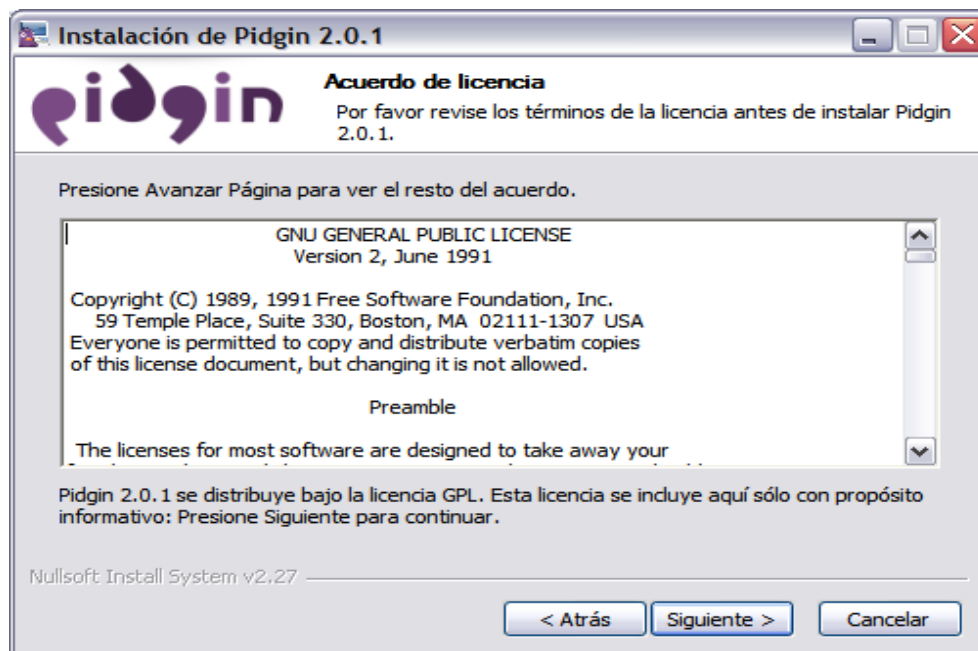 Instalación de Pidgin 2.0.1
pidgin
Acuerdo de licencia
Por favor revise los términos de la licencia antes de instalar Pidgin
2.0.1.
Presione Avanzar Página para ver el resto del acuerdo.
GNU GENERAL PUBLIC LICENSE
Version 2, June 1991
Copyright (C) 1989, 1991 Free Software Foundation, Inc.
59 Temple Place, Suite 330, Boston, MA 02111-1307 USA
Everyone is permitted to copy and distribute verbatim copies
of this license document, but changing it is not allowed.
Preamble
The licenses for most software are designed to take away your
Pidgin 2.0.1 se distribuye bajo la licencia GPL. Esta licencia se incluye aquí sólo con propósito
informativo: Presione Siguiente para continuar.
Nullsoft Install System v2.27
< Atrás
Siguiente >
Cancelar